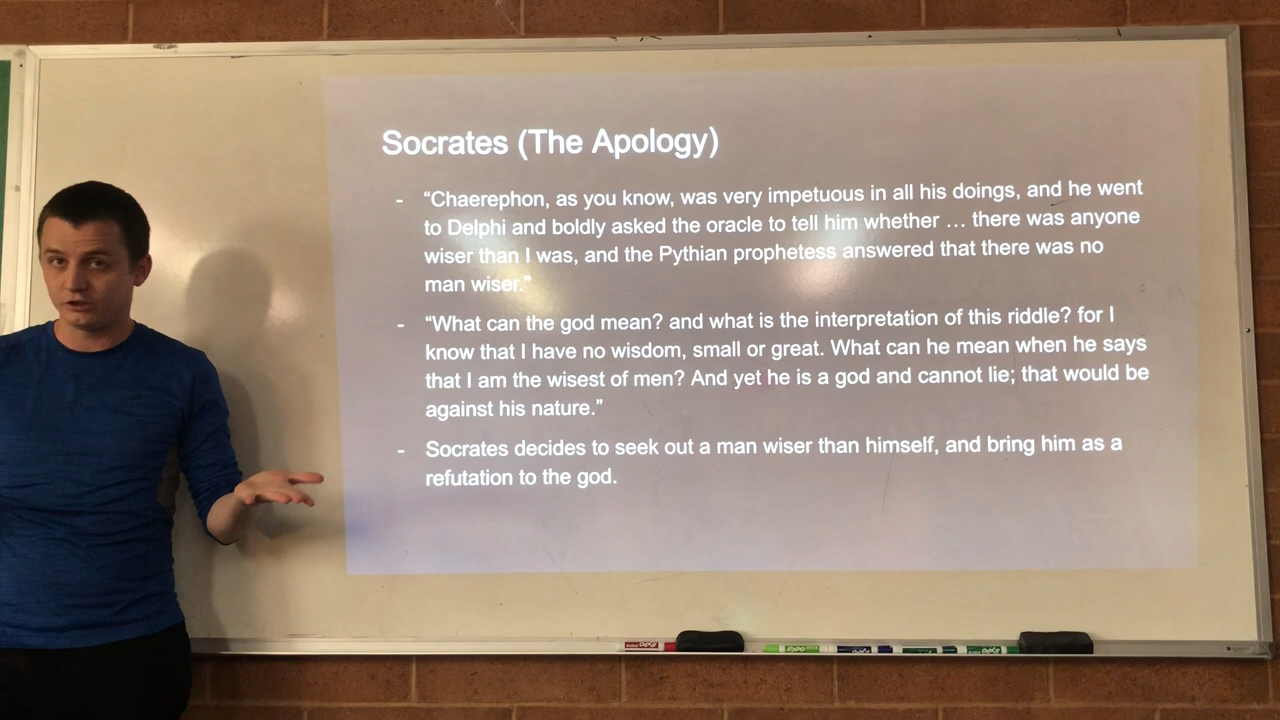 Socrates (The Apology)
- “Chaerephon, as you know, was very impetuous in all his doings, and he went
to Delphi and boldly asked the oracle to tell him whether … there was anyone
wiser than I was, and the Pythian prophetess answered that there was no
man wiser.”
- “What can the god mean? and what is the interpretation of this riddle? for I
know that I have no wisdom, small or great. What can he mean when he says
that I am the wisest of men? And yet he is a god and cannot lie; that would be
against his nature.”
- Socrates decides to seek out a man wiser than himself, and bring him as a
refutation to the god.
EXPO